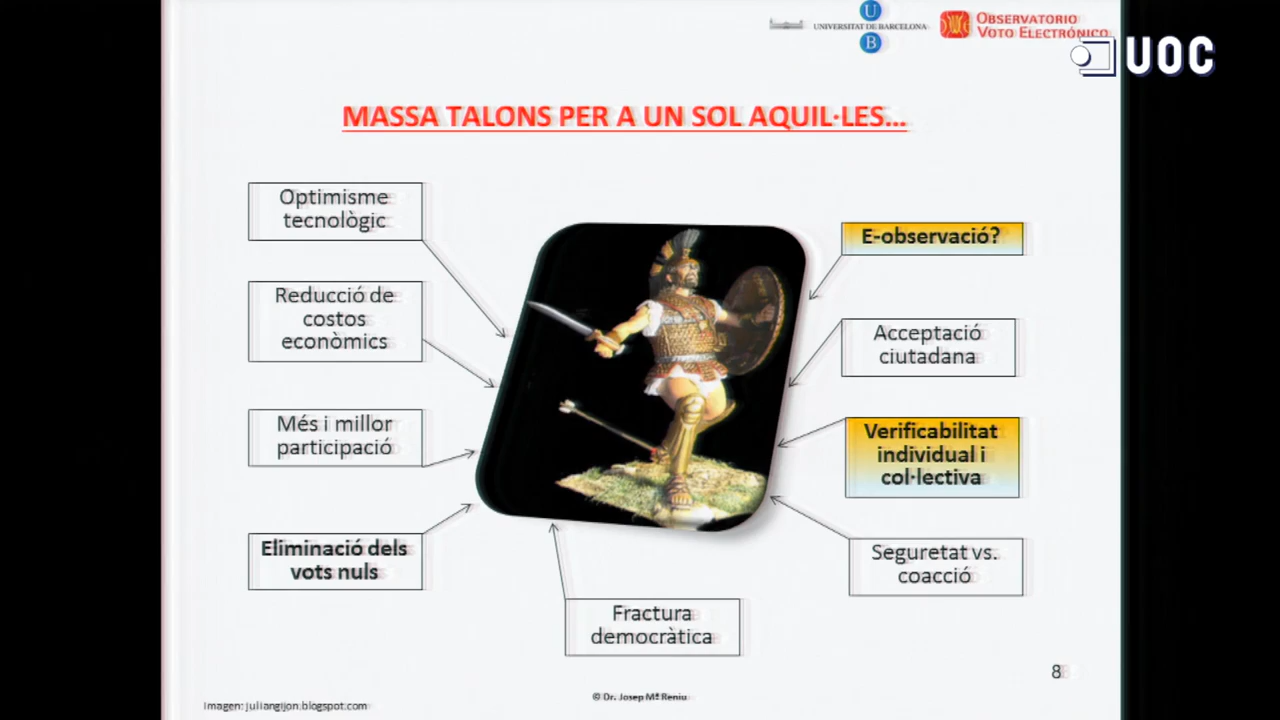 U
UNIVERSITAT DE BARCELONA
B
OBSERVATORIO
VOTO ELECTRÓNICO
UOC
MASSA TALONS PER A UN SOL AQUIL·LES...
Optimisme
tecnològic
Reducció de
costos
econòmics
Més i millor
participació
Eliminació dels
vots nuls
Fractura
democràtica
E-observació?
Acceptació
ciutadana
Verificabilitat
individual i
col·lectiva
Seguretat vs.
coacció
8
© Dr. Josep Mª Reniu
Imagen: juliangijon.blogspot.com